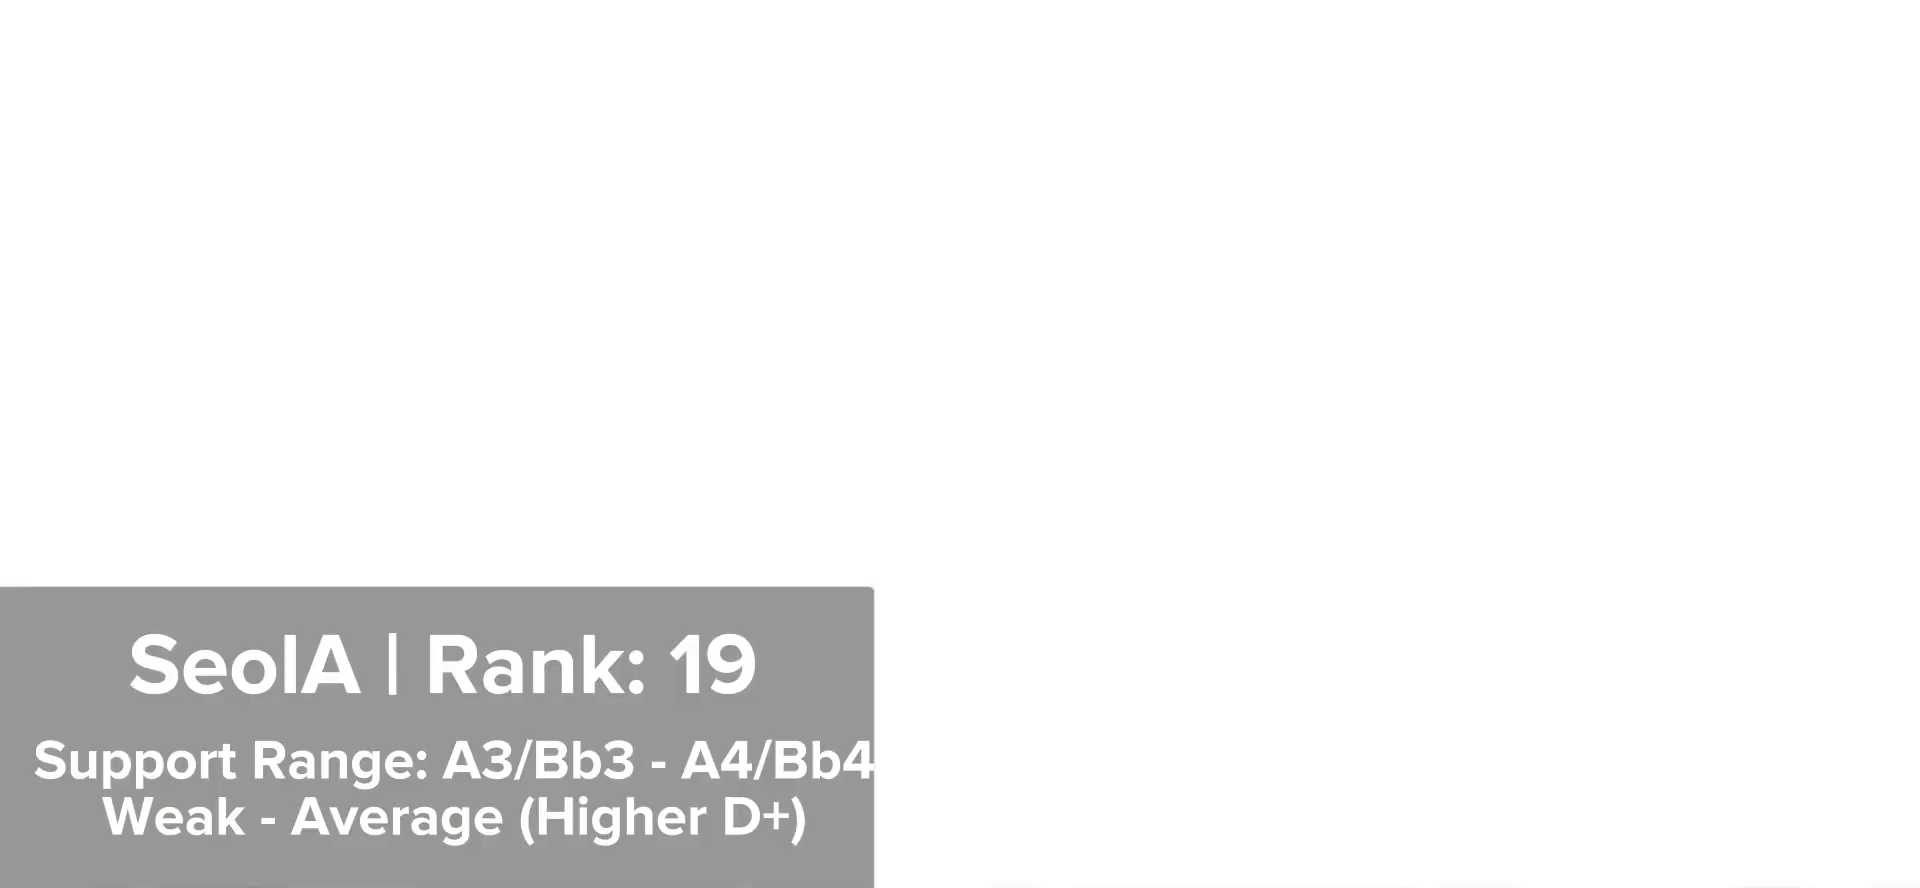 SeolA | Rank: 19
Support Range: A3/Bb3 - A4/Bb4
Weak - Average (Higher D+)